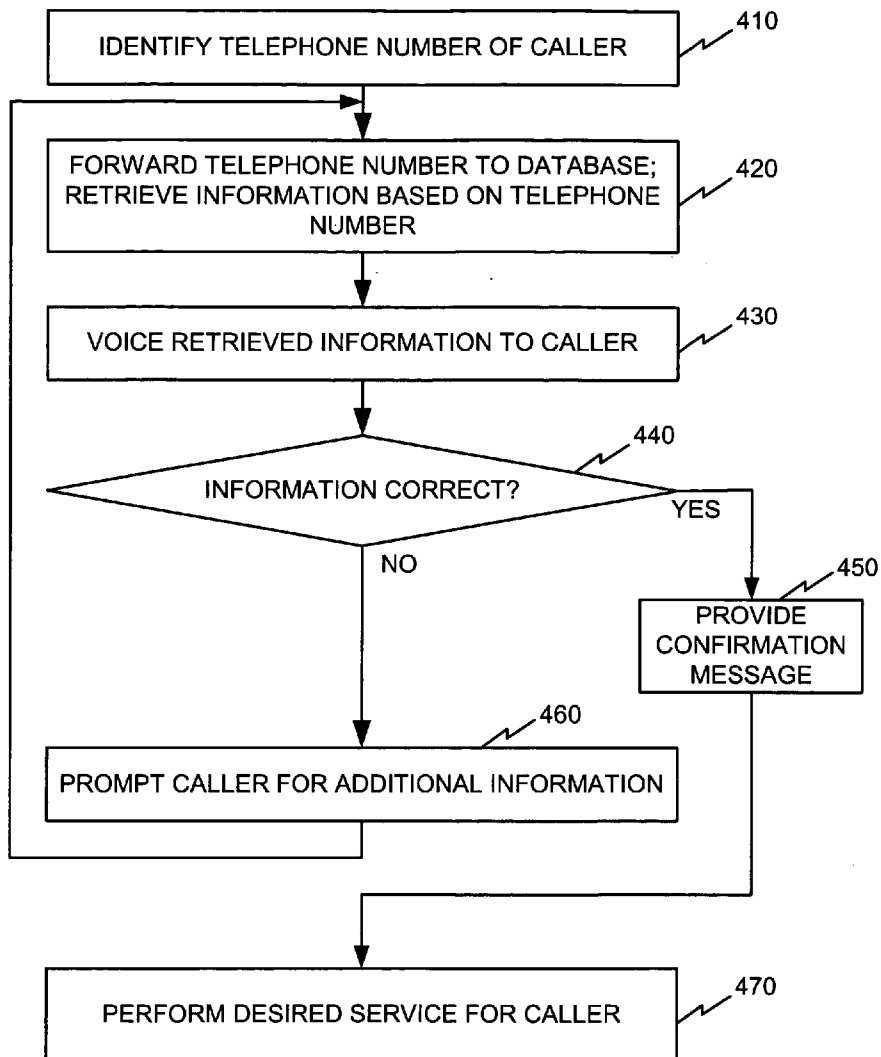 410
IDENTIFY TELEPHONE NUMBER OF CALLER
FORWARD TELEPHONE NUMBER TO DATABASE;
RETRIEVE INFORMATION BASED ON TELEPHONE
NUMBER
420
430
VOICE RETRIEVED INFORMATION TO CALLER
440
INFORMATION CORRECT?
YES
NO
450
PROVIDE
CONFIRMATION
MESSAGE
460
PROMPT CALLER FOR ADDITIONAL INFORMATION
470
PERFORM DESIRED SERVICE FOR CALLER